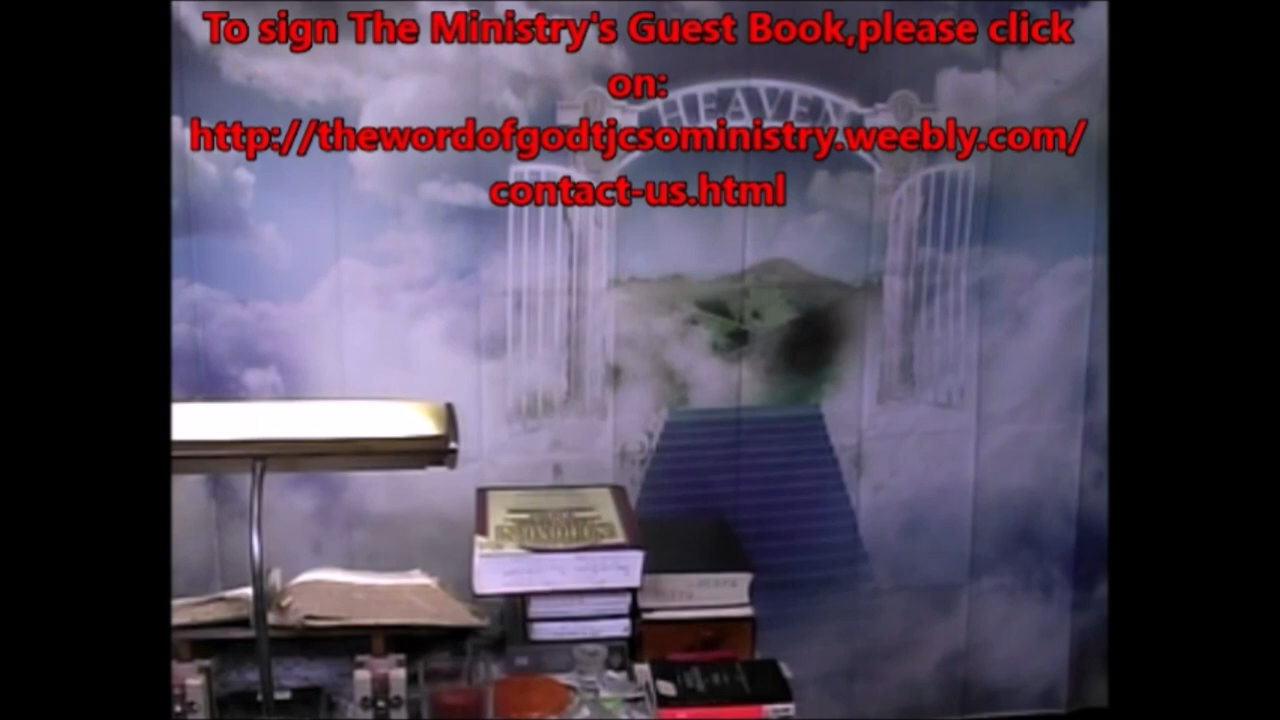 To sign The Ministry's Guest Book,please click
on:
http://thewordofgodtjcsoministry.weebly.com/
contact-us.html
HEAVEN